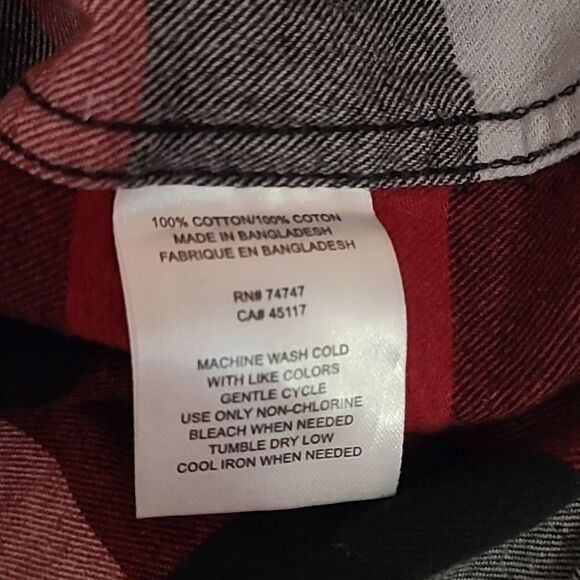 100% COTTON/100% COTON
MADE IN BANGLADESH
FABRIQUE EN BANGLADESH
RN# 74747
CA# 45117
MACHINE WASH COLD
WITH LIKE COLORS
GENTLE CYCLE
USE ONLY NON-CHLORINE
BLEACH WHEN NEEDED
TUMBLE DRY LOW
COOL IRON WHEN NEEDED